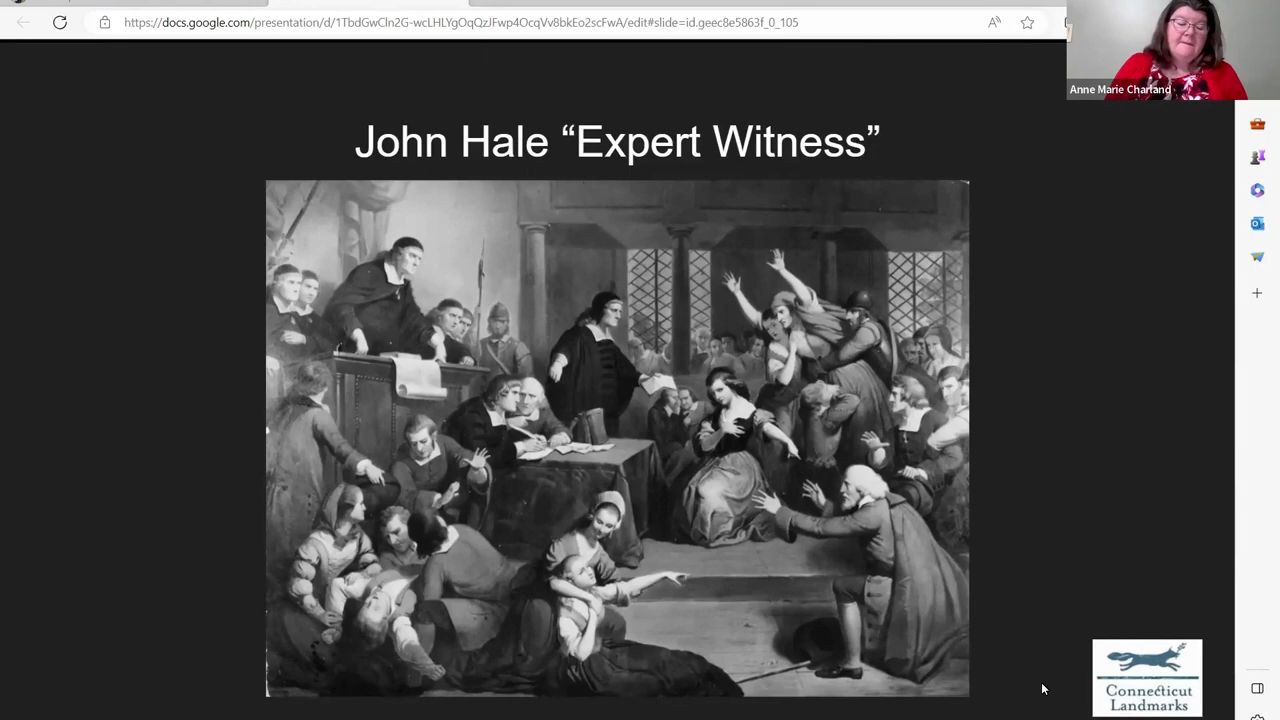 https://docs.google.com/presentation/d/1TbdGwCln2G-wcLHLYgOqQzJFwp4OcqVv8bkEo2scFwA/edit#slide=id.geec8e5863f_0_105
Anne Marie Charland
John Hale “Expert Witness”
Connecticut
Landmarks